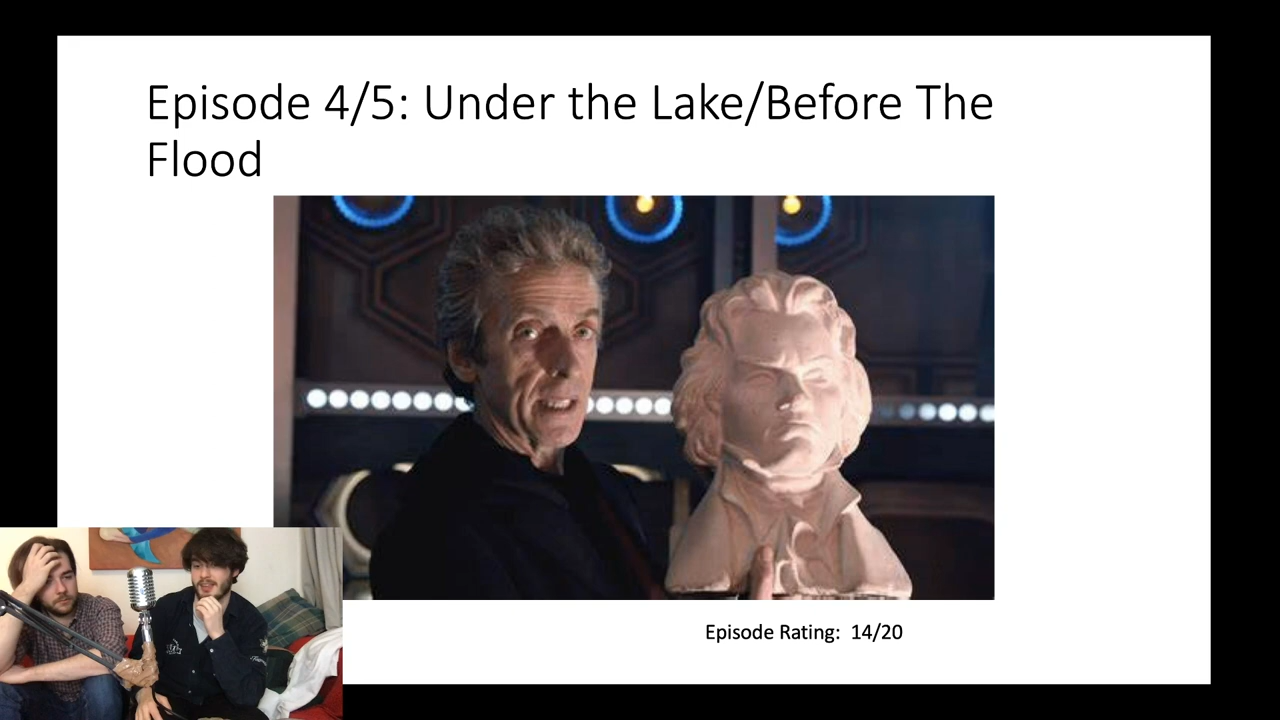 Episode 4/5: Under the Lake/Before The
Flood
Episode Rating:  14/20